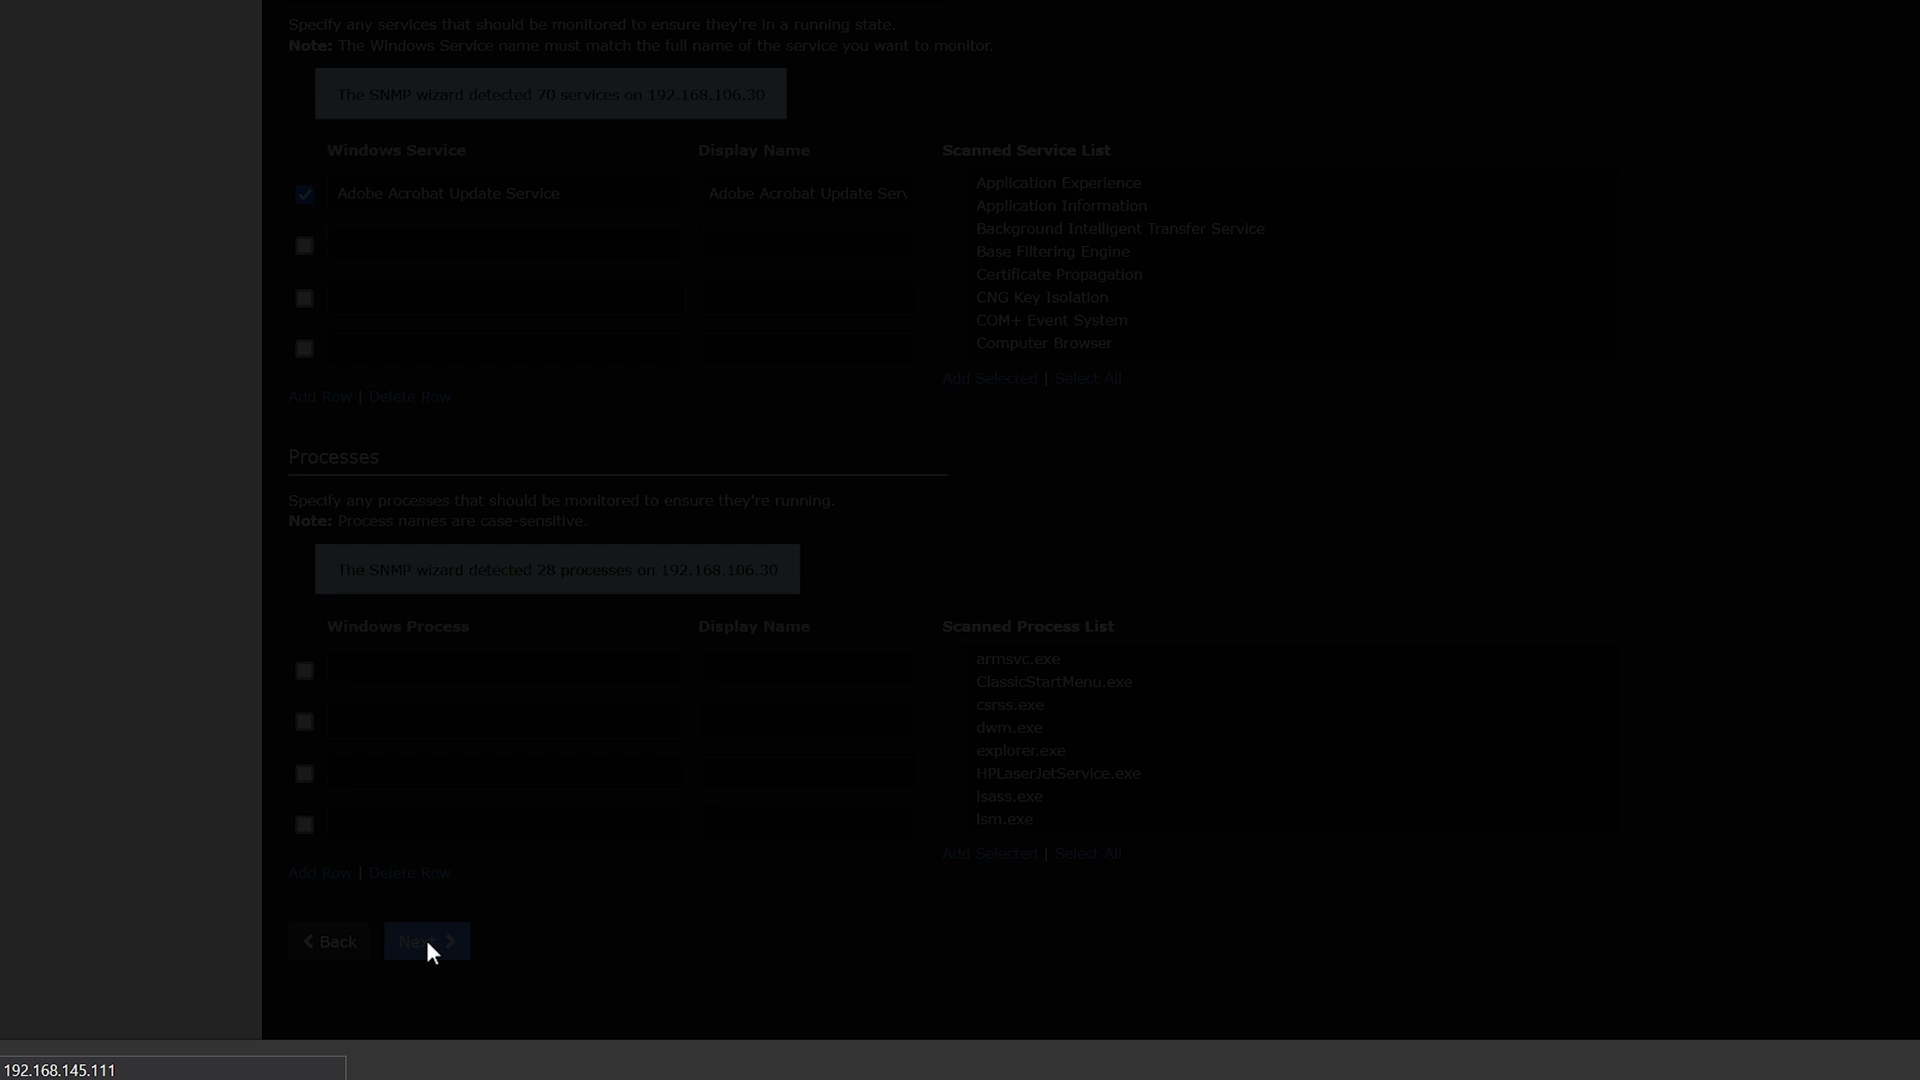 Specify any services that should be monitored to ensure they're in a running state.
Note: The Windows Service name must match the full name of the service you want to monitor.
The SNMP wizard detected 70 services on 192.168.106.30
Windows Service Display Name Scanned Service List
Adobe Acrobat Update Service Adobe Acrobat Update Serv
Application Experience
Application Information
Background Intelligent Transfer Service
Base Filtering Engine
Certificate Propagation
CNG Key Isolation
COM+ Event System
Computer Browser
Add Selected | Select All
Add Row | Delete Row
Processes
Specify any processes that should be monitored to ensure they're running.
Note: Process names are case-sensitive.
The SNMP wizard detected 28 processes on 192.168.106.30
Windows Process Display Name Scanned Process List
armsvc.exe
ClassicStartMenu.exe
csrss.exe
dwm.exe
explorer.exe
HPLaserJetService.exe
lsass.exe
lsm.exe
Add Selected | Select All
Add Row | Delete Row
Back Next
192.168.145.111